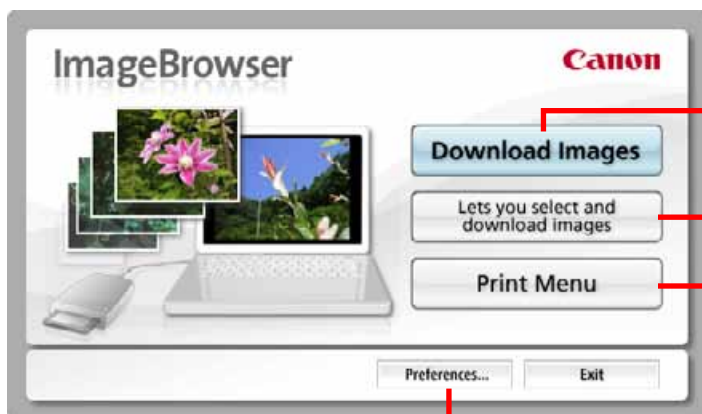 ImageBrowser
Canon
Download Images
Lets you select and
download images
Print Menu
Preferences...
Exit